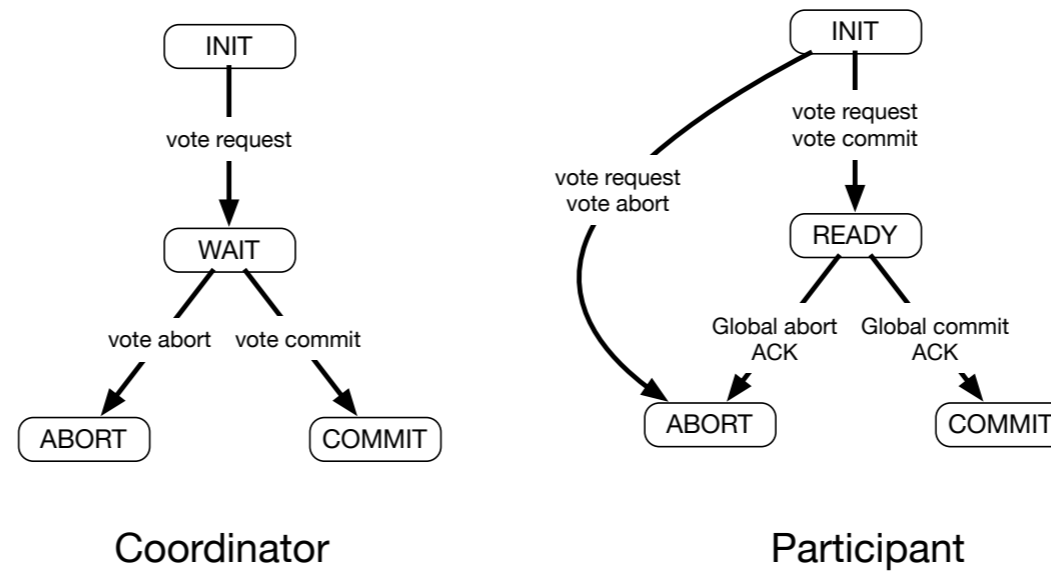 INIT
vote request
WAIT
vote abort
vote commit
ABORT
COMMIT
Coordinator
INIT
vote request
vote commit
vote request
vote abort
READY
Global abort
ACK
Global commit
ACK
ABORT
COMMIT
Participant